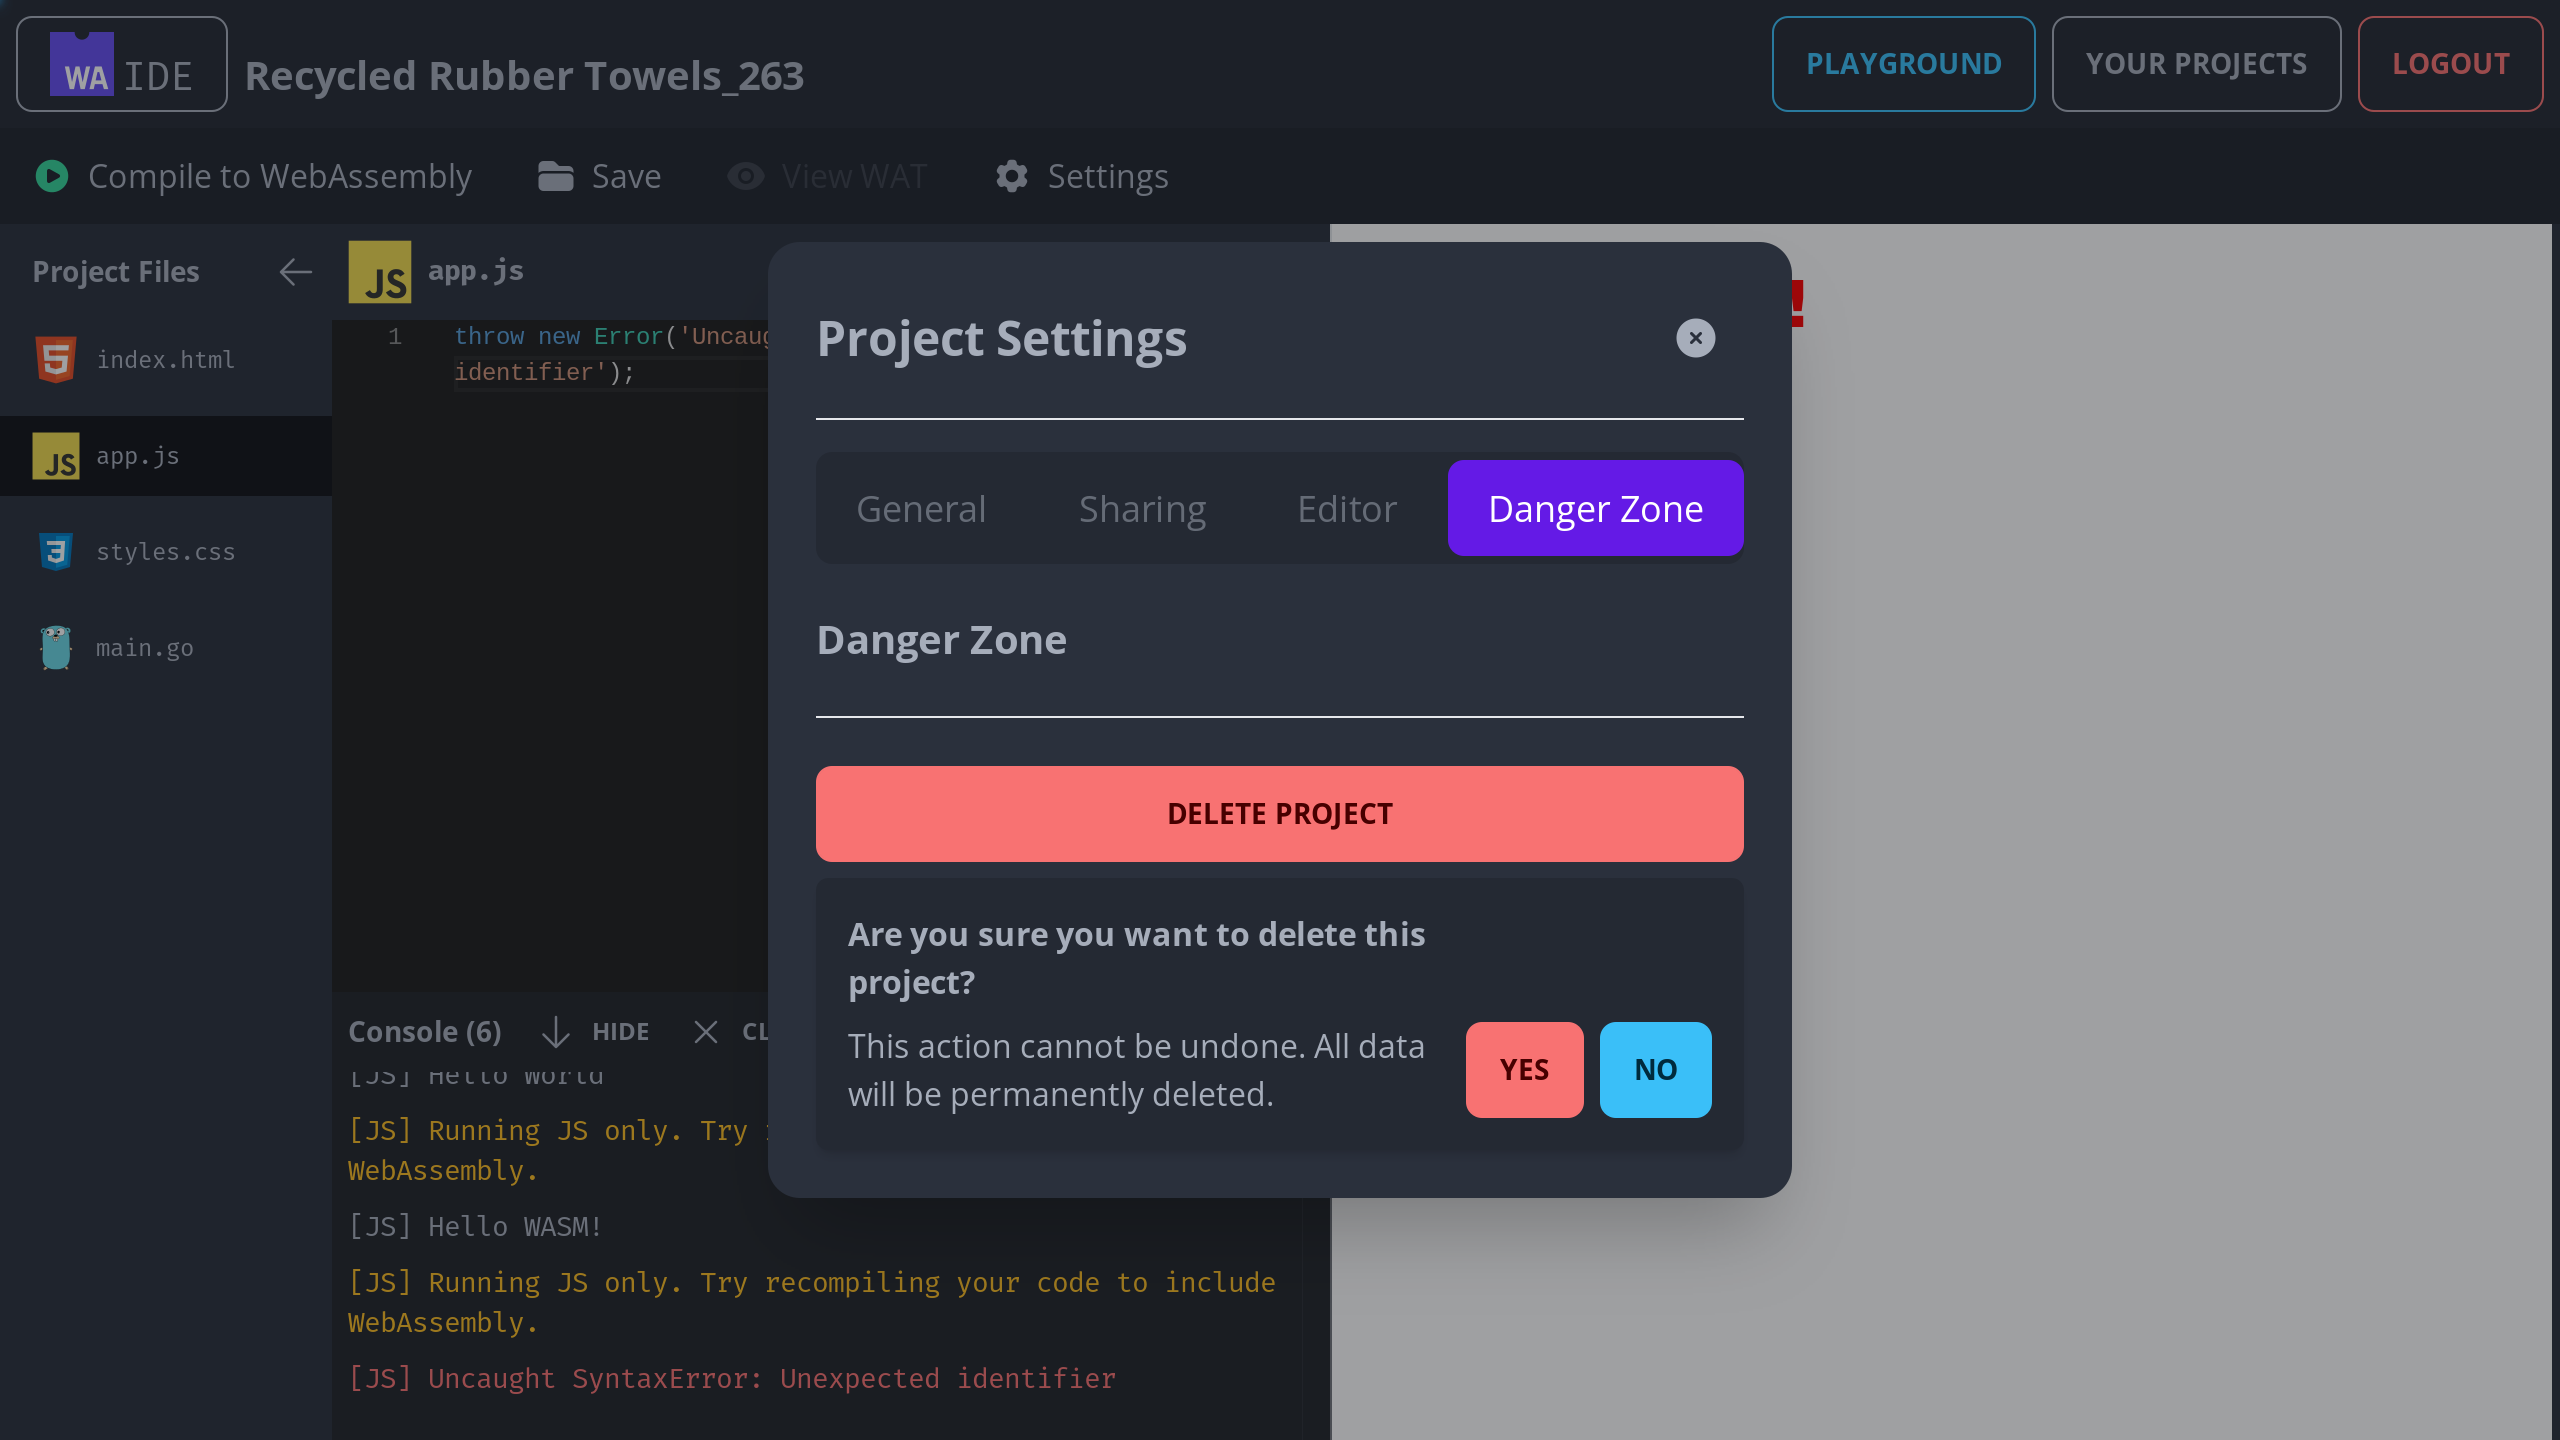 WA IDE Recycled Rubber Towels_263 PLAYGROUND YOUR PROJECTS LOGOUT
Compile to WebAssembly Save View WAT Settings
Project Files
index.html
app.js
styles.css
main.go
JS app.js
1 throw new Error('Uncaug
identifier');
Console (6) HIDE CL
[JS] Hello World
[JS] Running JS only. Try
WebAssembly.
[JS] Hello WASM!
[JS] Running JS only. Try recompiling your code to include
WebAssembly.
[JS] Uncaught SyntaxError: Unexpected identifier
!
Project Settings
General Sharing Editor Danger Zone
Danger Zone
DELETE PROJECT
Are you sure you want to delete this
project?
This action cannot be undone. All data
will be permanently deleted.
YES NO